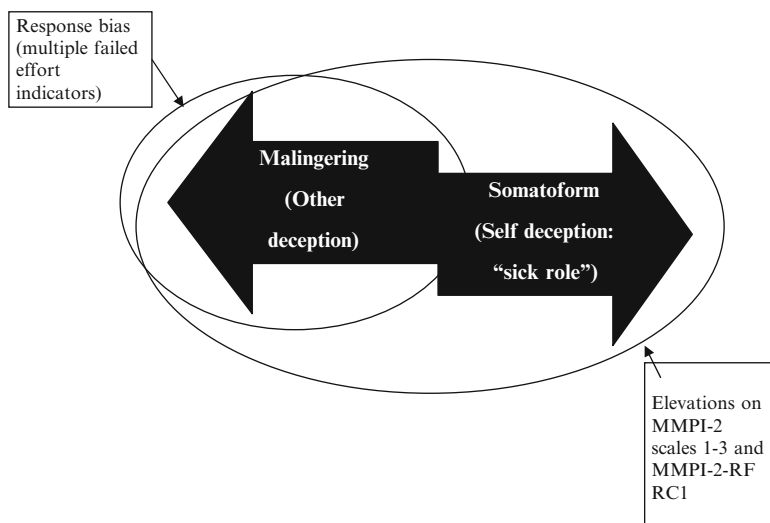 Response bias
(multiple failed
effort
indicators)
Malingering
(Other
deception)
Somatoform
(Self deception:
“sick role”)
Elevations on
MMPI-2
scales 1-3 and
MMPI-2-RF
RC1